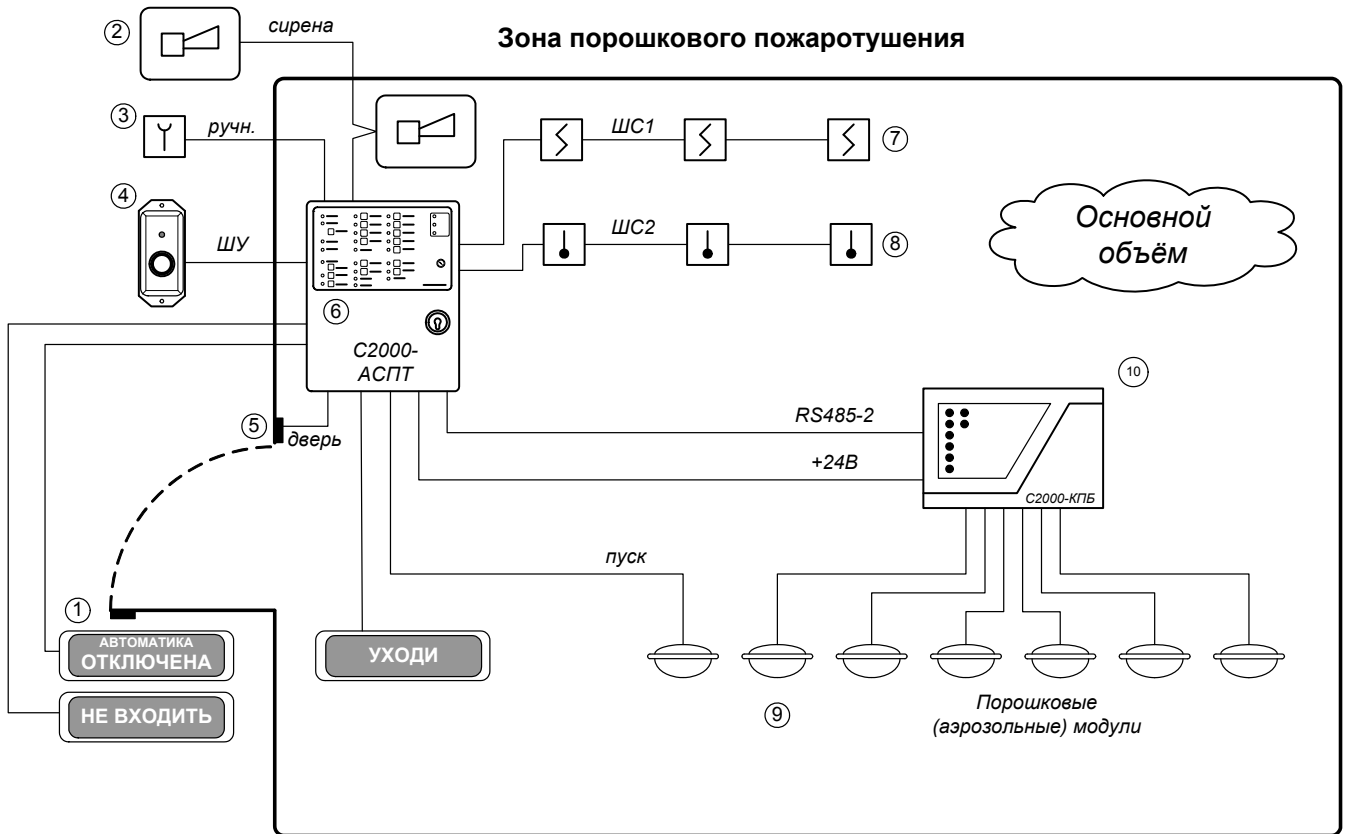 2
сирена
Зона порошкового пожаротушения
3
ручн.
ШС1
7
4
ШУ
ШС2
8
Основной
объём
6
С2000-
АСПТ
10
5
дверь
RS485-2
+24В
С2000-КПБ
пуск
1
АВТОМАТИКА
ОТКЛЮЧЕНА
УХОДИ
НЕ ВХОДИТЬ
9
Порошковые
(аэрозольные) модули